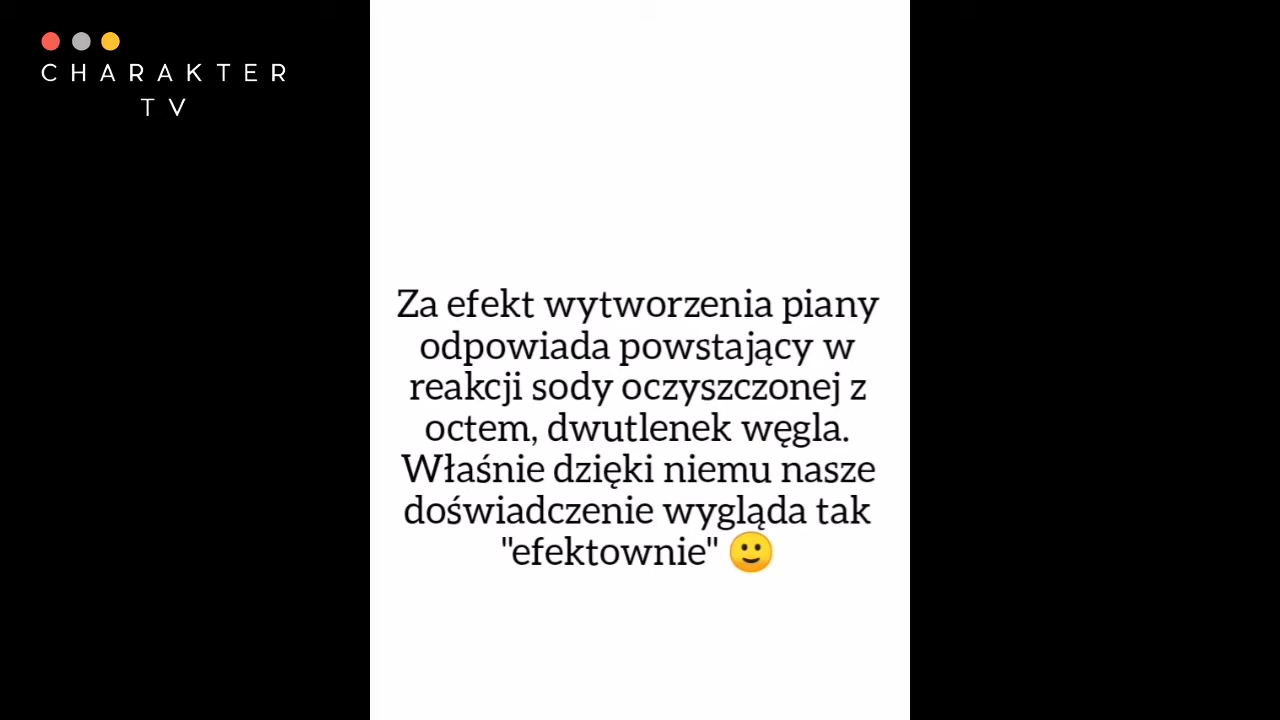 CHARAKTER
TV
Za efekt wytworzenia piany
odpowiada powstający w
reakcji sody oczyszczonej z
octem, dwutlenek węgla.
Właśnie dzięki niemu nasze
doświadczenie wygląda tak
"efektownie" 🙂